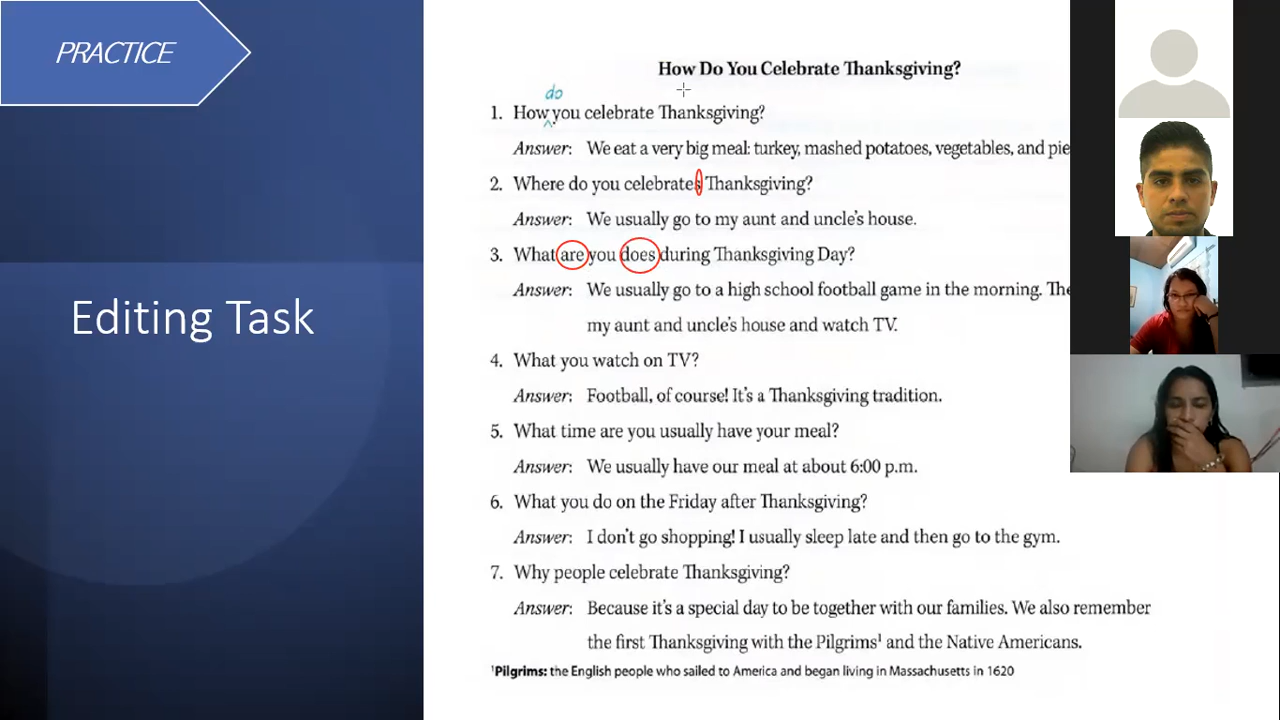 PRACTICE
Editing Task
How Do You Celebrate Thanksgiving?
do
1. How you celebrate Thanksgiving?
Answer: We eat a very big meal: turkey, mashed potatoes, vegetables, and pie
2. Where do you celebrates Thanksgiving?
Answer: We usually go to my aunt and uncle's house.
3. What are you does during Thanksgiving Day?
Answer: We usually go to a high school football game in the morning. The
my aunt and uncle's house and watch TV.
4. What you watch on TV?
Answer: Football, of course! It's a Thanksgiving tradition.
5. What time are you usually have your meal?
Answer: We usually have our meal at about 6:00 p.m.
6. What you do on the Friday after Thanksgiving?
Answer: I don't go shopping! I usually sleep late and then go to the gym.
7. Why people celebrate Thanksgiving?
Answer: Because it's a special day to be together with our families. We also remember
the first Thanksgiving with the Pilgrims¹ and the Native Americans.
¹Pilgrims: the English people who sailed to America and began living in Massachusetts in 1620